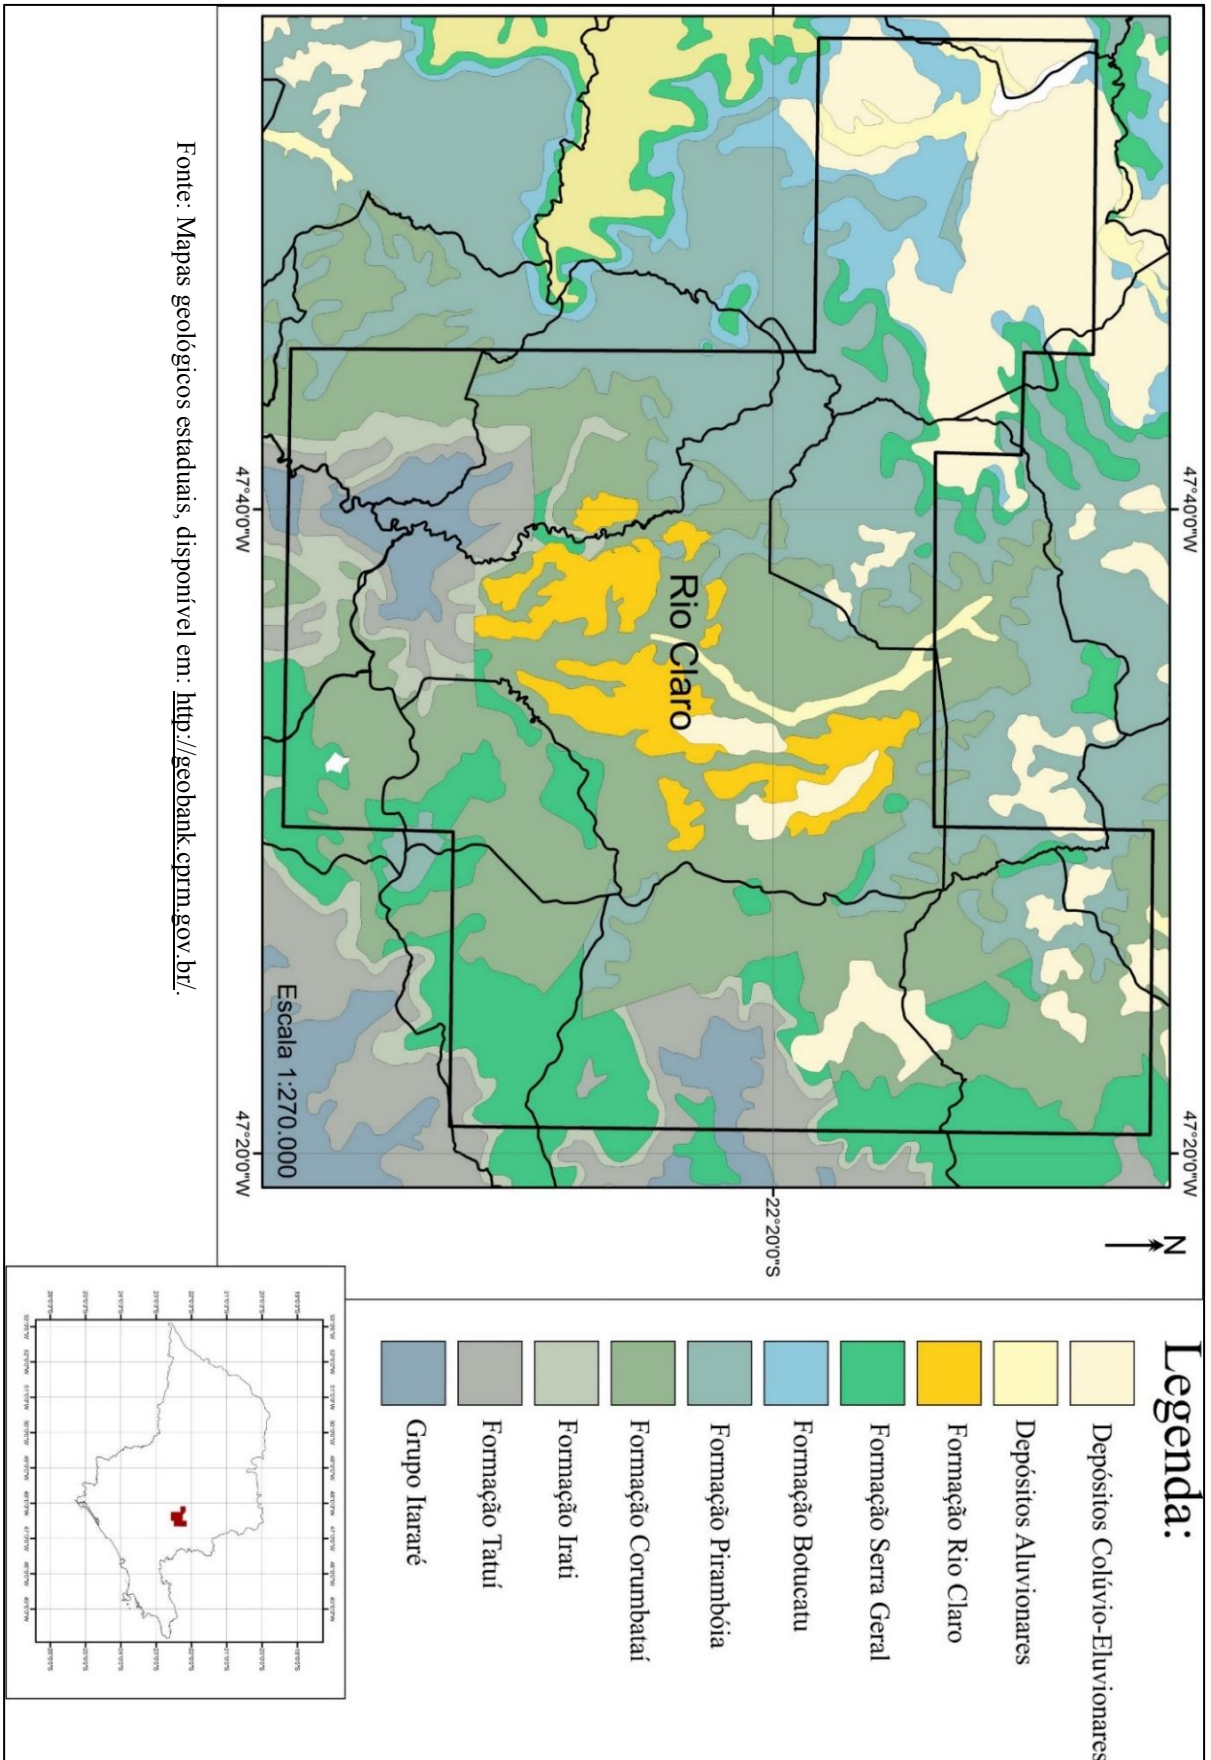 47°40'0"W
47°20'0"W
N
Rio Claro
22°20'0"S
Escala 1:270.000
47°40'0"W
47°20'0"W
Legenda:
Depósitos Colúvio-Eluvionares
Depósitos Aluvionares
Formação Rio Claro
Formação Serra Geral
Formação Botucatu
Formação Pirambóia
Formação Corumbataí
Formação Irati
Formação Tatuí
Grupo Itararé
Fonte: Mapas geológicos estaduais, disponível em: http://geobank.cprm.gov.br/.